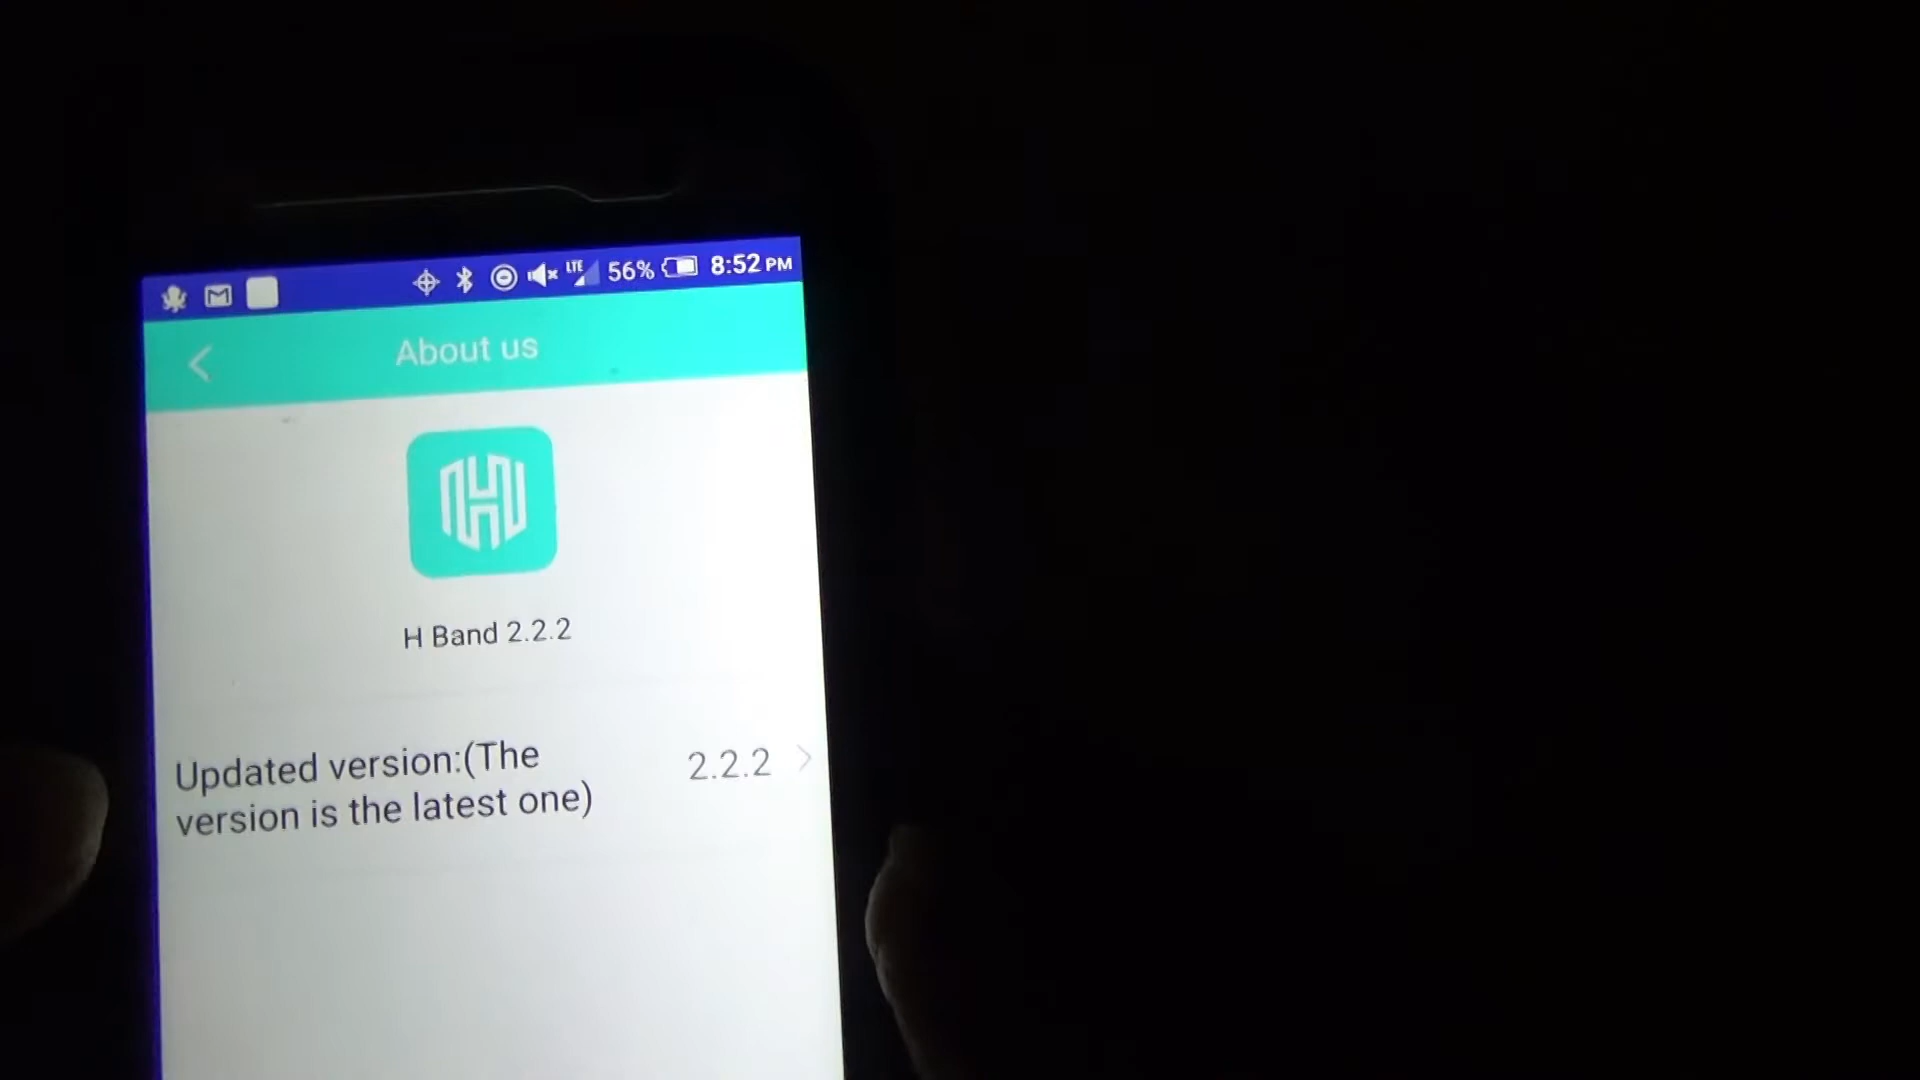 LTE 56% 8:52 PM
About us
H Band 2.2.2
Updated version:(The
version is the latest one)
2.2.2